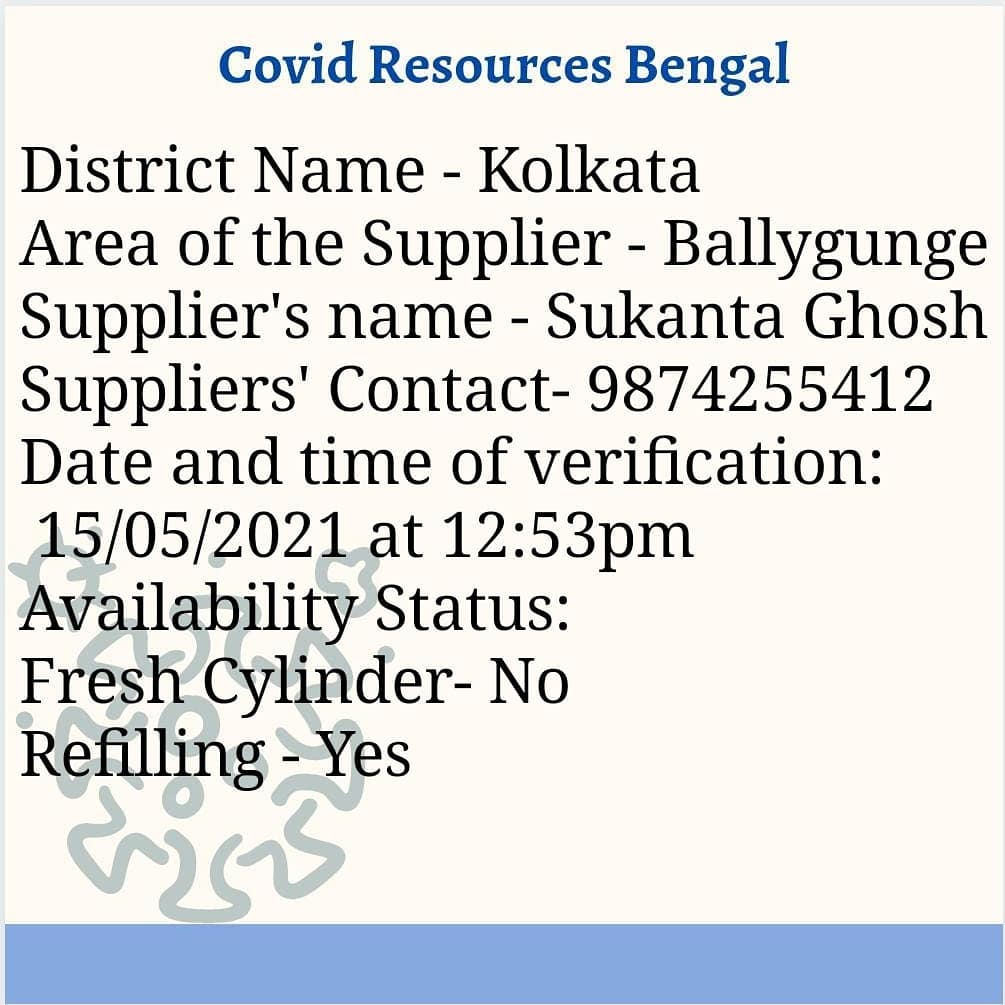 Covid Resources Bengal
District Name - Kolkata
Area of the Supplier - Ballygunge
Supplier's name - Sukanta Ghosh
Suppliers' Contact- 9874255412
Date and time of verification:
15/05/2021 at 12:53pm
Availability Status:
Fresh Cylinder- No
Refilling - Yes